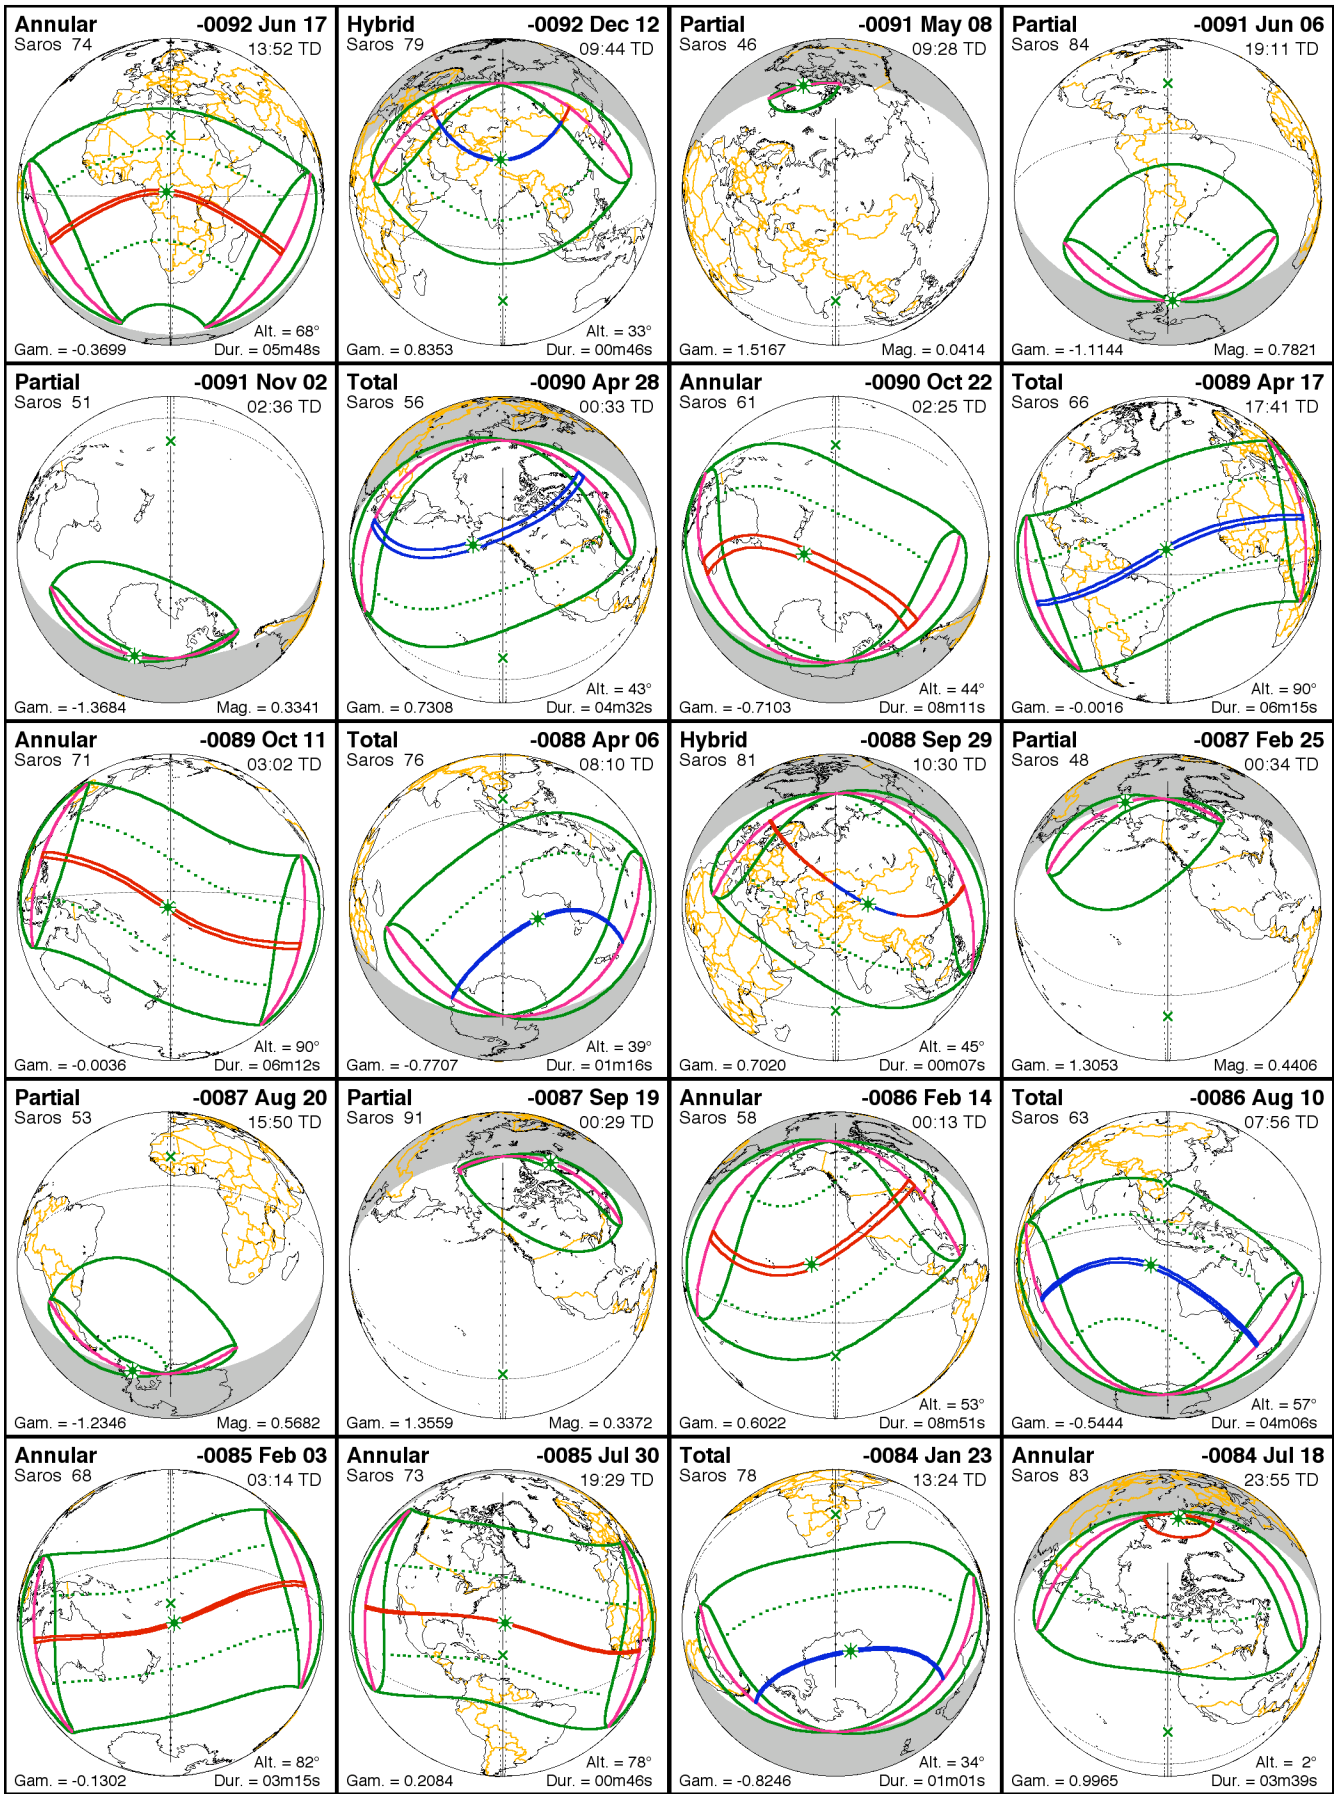 Annular -0092 Jun 17
Saros 74 13:52 TD
Alt. = 68°
Gam. = -0.3699 Dur. = 05m48s
Hybrid -0092 Dec 12
Saros 79 09:44 TD
Alt. = 33°
Gam. = 0.8353 Dur. = 00m46s
Partial -0091 May 08
Saros 46 09:28 TD
Gam. = 1.5167 Mag. = 0.0414
Partial -0091 Jun 06
Saros 84 19:11 TD
Gam. = -1.1144 Mag. = 0.7821
Partial -0091 Nov 02
Saros 51 02:36 TD
Gam. = -1.3684 Mag. = 0.3341
Total -0090 Apr 28
Saros 56 00:33 TD
Alt. = 43°
Gam. = 0.7308 Dur. = 04m32s
Annular -0090 Oct 22
Saros 61 02:25 TD
Alt. = 44°
Gam. = -0.7103 Dur. = 08m11s
Total -0089 Apr 17
Saros 66 17:41 TD
Alt. = 90°
Gam. = -0.0016 Dur. = 06m15s
Annular -0089 Oct 11
Saros 71 03:02 TD
Alt. = 90°
Gam. = -0.0036 Dur. = 06m12s
Total -0088 Apr 06
Saros 76 08:10 TD
Alt. = 39°
Gam. = -0.7707 Dur. = 01m16s
Hybrid -0088 Sep 29
Saros 81 10:30 TD
Alt. = 45°
Gam. = 0.7020 Dur. = 00m07s
Partial -0087 Feb 25
Saros 48 00:34 TD
Gam. = 1.3053 Mag. = 0.4406
Partial -0087 Aug 20
Saros 53 15:50 TD
Gam. = -1.2346 Mag. = 0.5682
Partial -0087 Sep 19
Saros 91 00:29 TD
Gam. = 1.3559 Mag. = 0.3372
Annular -0086 Feb 14
Saros 58 00:13 TD
Alt. = 53°
Gam. = 0.6022 Dur. = 08m51s
Total -0086 Aug 10
Saros 63 07:56 TD
Alt. = 57°
Gam. = -0.5444 Dur. = 04m06s
Annular -0085 Feb 03
Saros 68 03:14 TD
Alt. = 82°
Gam. = -0.1302 Dur. = 03m15s
Annular -0085 Jul 30
Saros 73 19:29 TD
Alt. = 78°
Gam. = 0.2084 Dur. = 00m46s
Total -0084 Jan 23
Saros 78 13:24 TD
Alt. = 34°
Gam. = -0.8246 Dur. = 01m01s
Annular -0084 Jul 18
Saros 83 23:55 TD
Alt. = 2°
Gam. = 0.9965 Dur. = 03m39s